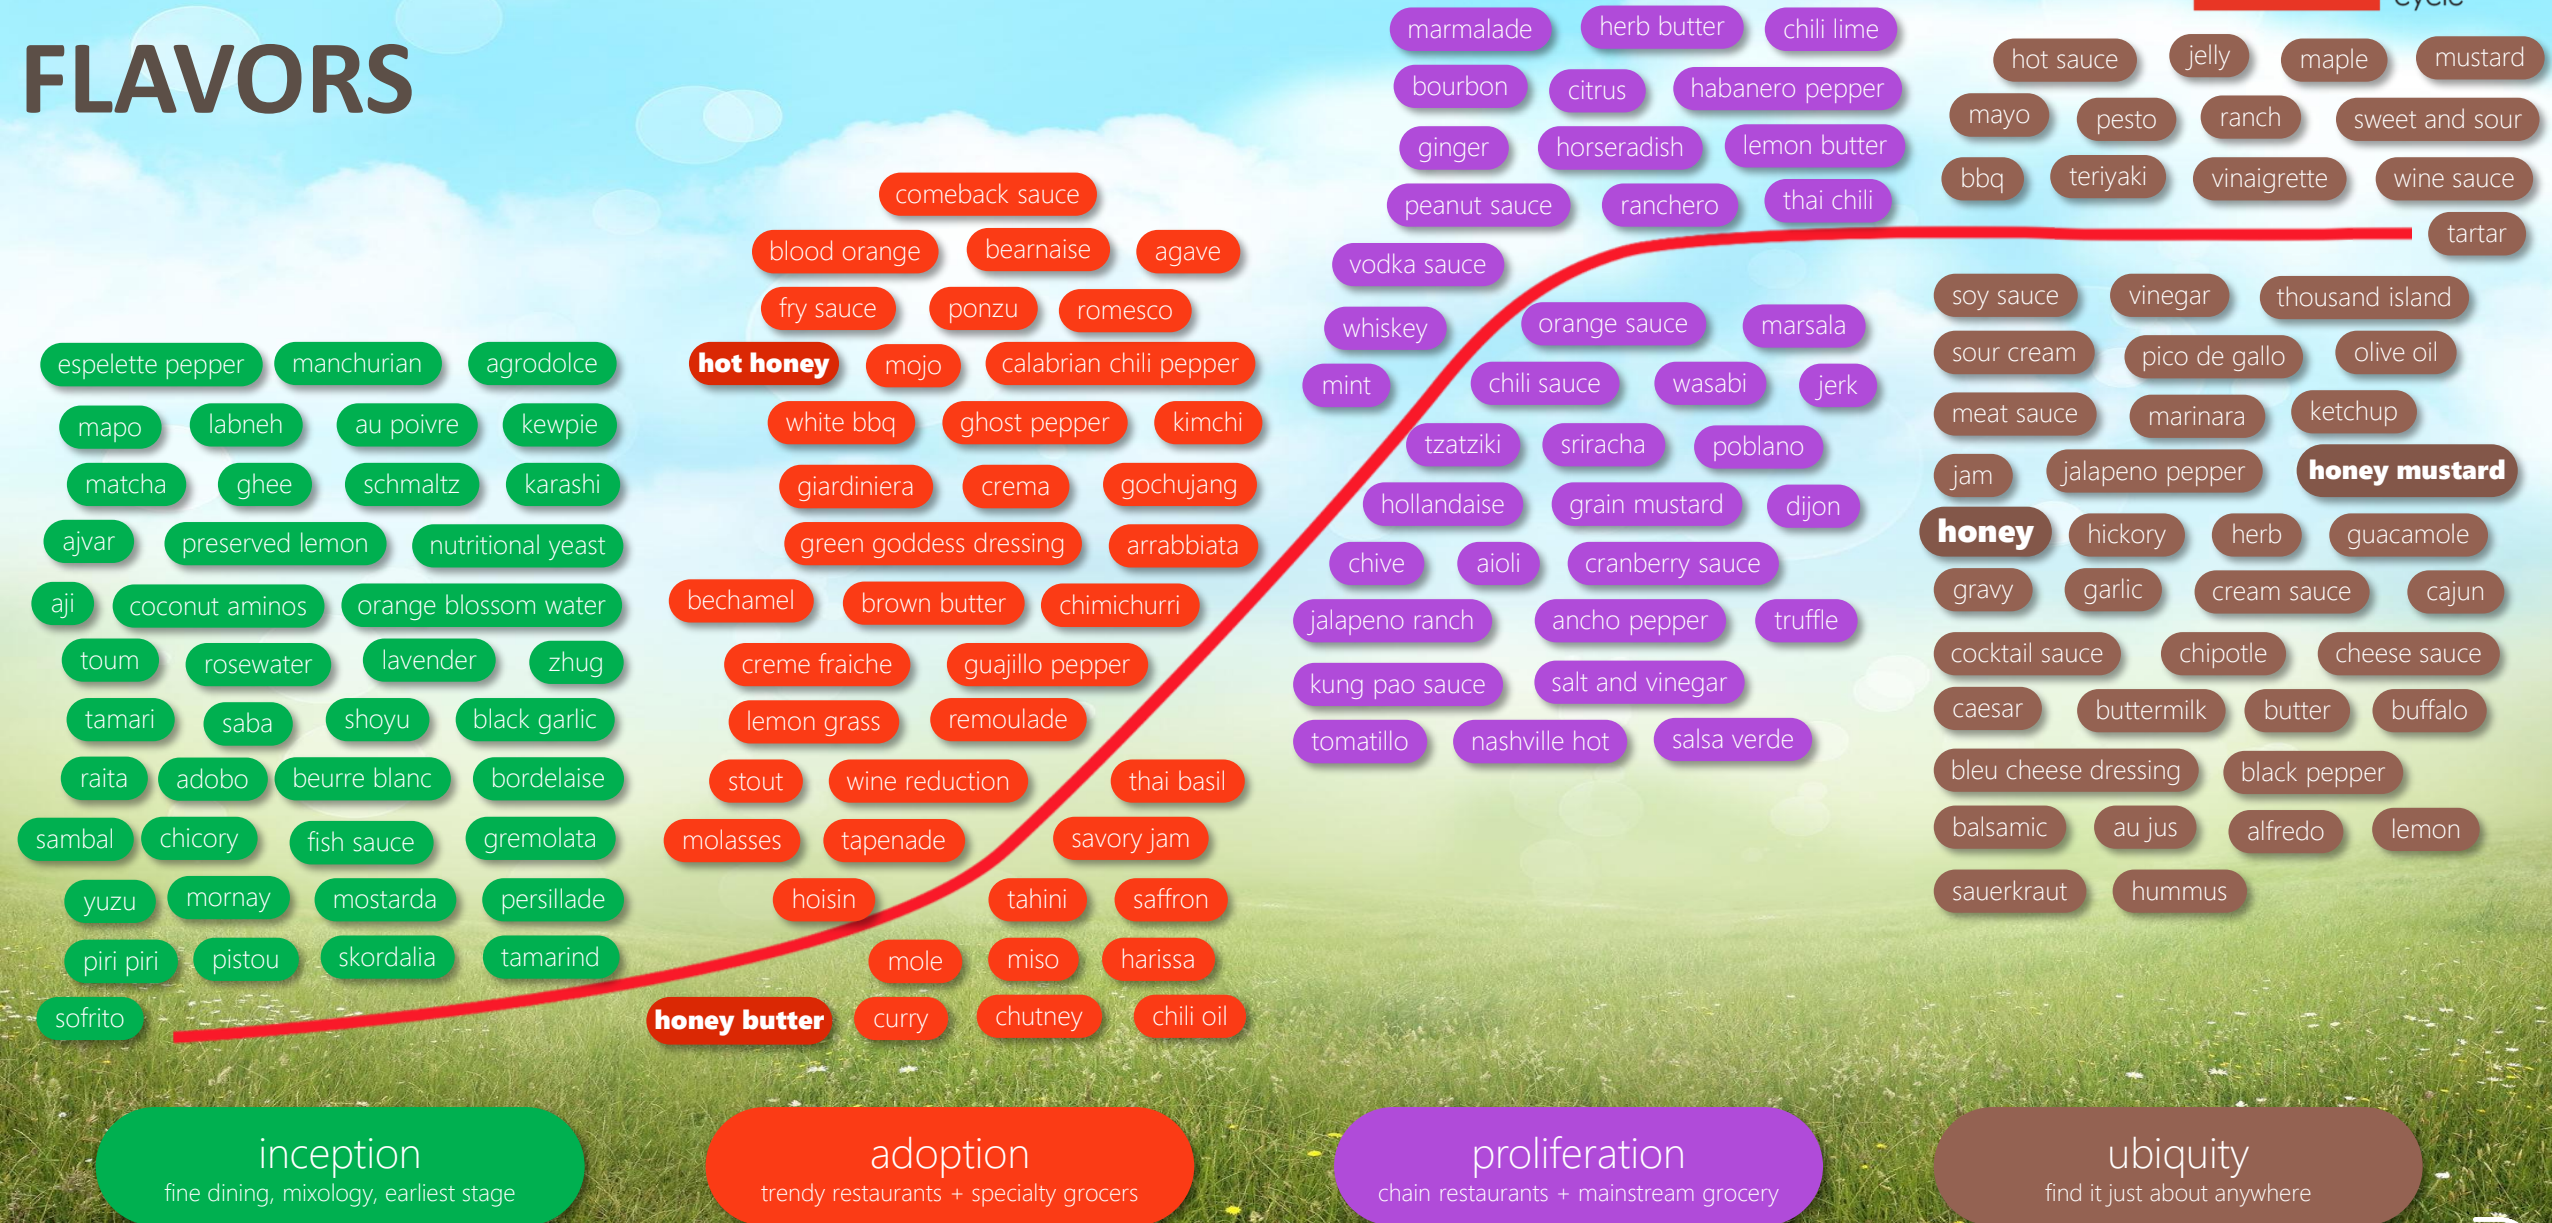 cycle
FLAVORS
espelette pepper manchurian agrodolce
mapo labneh au poivre kewpie
matcha ghee schmaltz karashi
ajvar preserved lemon nutritional yeast
aji coconut aminos orange blossom water
toum rosewater lavender zhug
tamari saba shoyu black garlic
raita adobo beurre blanc bordelaise
sambal chicory fish sauce gremolata
yuzu mornay mostarda persillade
piri piri pistou skordalia tamarind
sofrito
inception
fine dining, mixology, earliest stage
comeback sauce
blood orange bearnaise agave
fry sauce ponzu romesco
hot honey mojo calabrian chili pepper
white bbq ghost pepper kimchi
giardiniera crema gochujang
green goddess dressing arrabbiata
bechamel brown butter chimichurri
creme fraiche guajillo pepper
lemon grass remoulade
stout wine reduction thai basil
molasses tapenade savory jam
hoisin tahini saffron
mole miso harissa
honey butter curry chutney chili oil
adoption
trendy restaurants + specialty grocers
marmalade herb butter chili lime
bourbon citrus habanero pepper
ginger horseradish lemon butter
peanut sauce ranchero thai chili
vodka sauce
whiskey orange sauce marsala
mint chili sauce wasabi jerk
tzatziki sriracha poblano
hollandaise grain mustard dijon
chive aioli cranberry sauce
jalapeno ranch ancho pepper truffle
kung pao sauce salt and vinegar
tomatillo nashville hot salsa verde
proliferation
chain restaurants + mainstream grocery
hot sauce jelly maple mustard
mayo pesto ranch sweet and sour
bbq teriyaki vinaigrette wine sauce
tartar
soy sauce vinegar thousand island
sour cream pico de gallo olive oil
meat sauce marinara ketchup
jam jalapeno pepper honey mustard
honey hickory herb guacamole
gravy garlic cream sauce cajun
cocktail sauce chipotle cheese sauce
caesar buttermilk butter buffalo
bleu cheese dressing black pepper
balsamic au jus alfredo lemon
sauerkraut hummus
ubiquity
find it just about anywhere